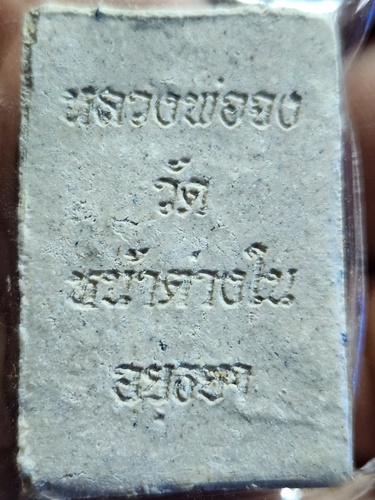 หลวงพ่อจง
วัด
หน้าต่างใน
อยุธยา